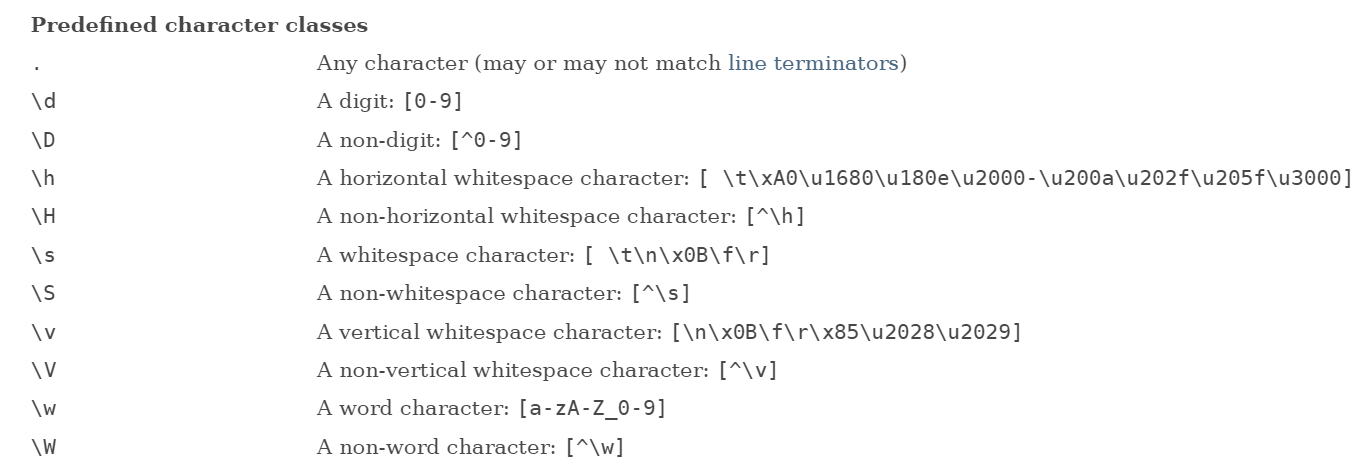 Predefined character classes
. Any character (may or may not match line terminators)
\d A digit: [0-9]
\D A non-digit: [^0-9]
\h A horizontal whitespace character: [ \t\xA0\u1680\u180e\u2000-\u200a\u202f\u205f\u3000]
\H A non-horizontal whitespace character: [^\h]
\s A whitespace character: [ \t\n\x0B\f\r]
\S A non-whitespace character: [^\s]
\v A vertical whitespace character: [\n\x0B\f\r\x85\u2028\u2029]
\V A non-vertical whitespace character: [^\v]
\w A word character: [a-zA-Z_0-9]
\W A non-word character: [^\w]